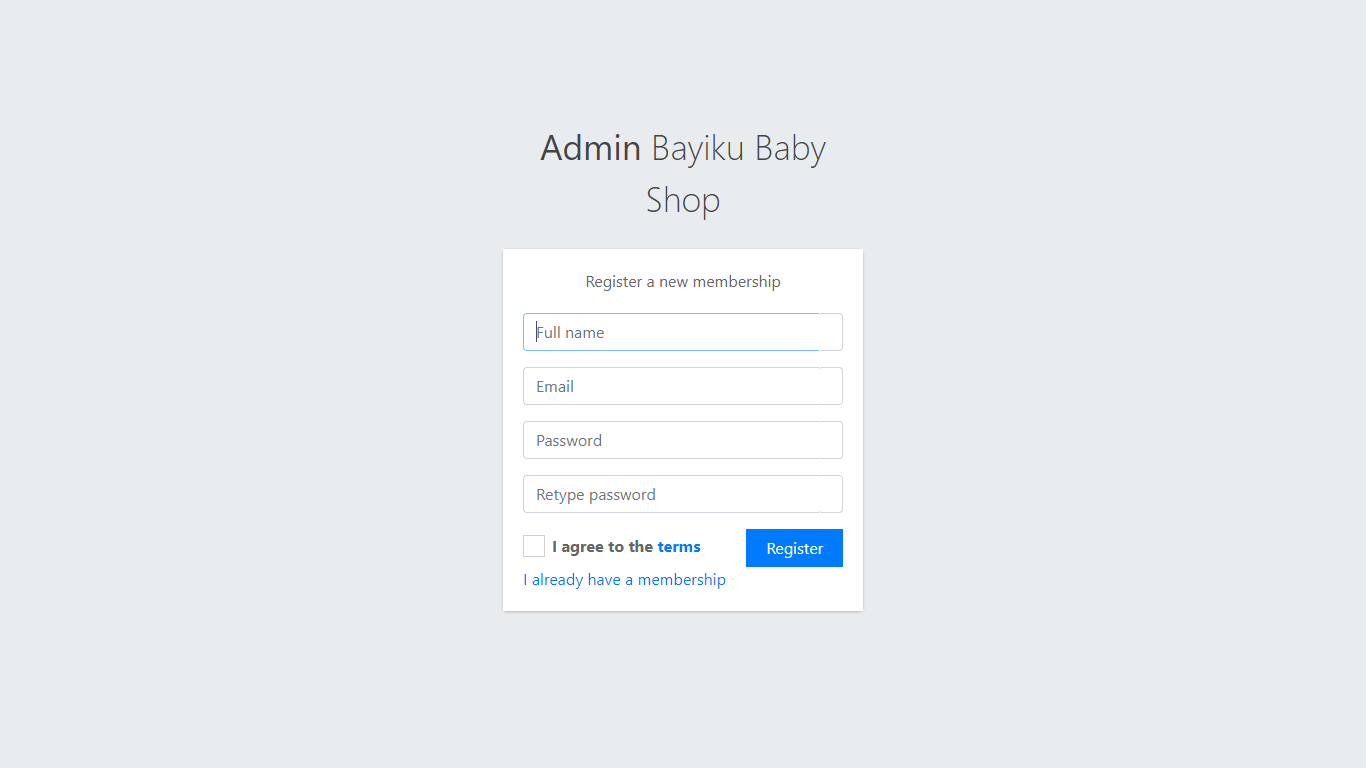 Admin Bayiku Baby
Shop
Register a new membership
Full name
Email
Password
Retype password
I agree to the terms
Register
I already have a membership